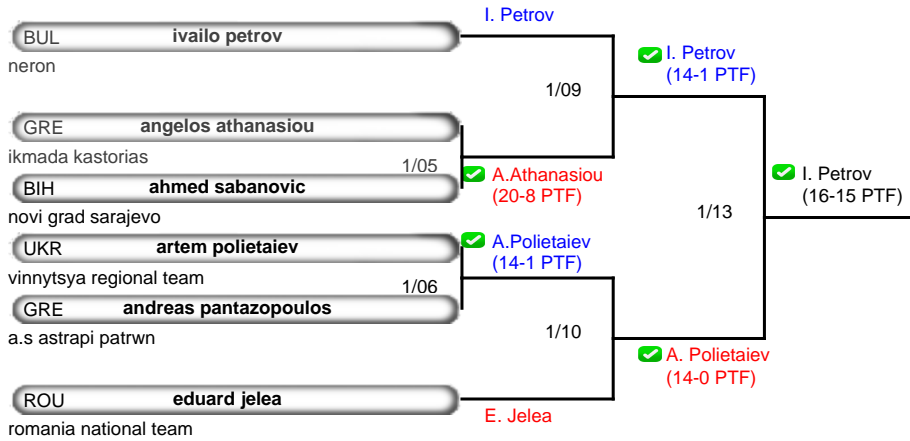 I. Petrov
BUL ivailo petrov
neron
I. Petrov
(14-1 PTF)
1/09
GRE angelos athanasiou
ikmada kastorias
1/05
A.Athanasiou
(20-8 PTF)
BIH ahmed sabanovic
novi grad sarajevo
I. Petrov
(16-15 PTF)
1/13
UKR artem polietaiev
vinnytsya regional team
A.Polietaiev
(14-1 PTF)
1/06
GRE andreas pantazopoulos
a.s astrapi patrwn
1/10
A. Polietaiev
(14-0 PTF)
ROU eduard jelea
romania national team
E. Jelea